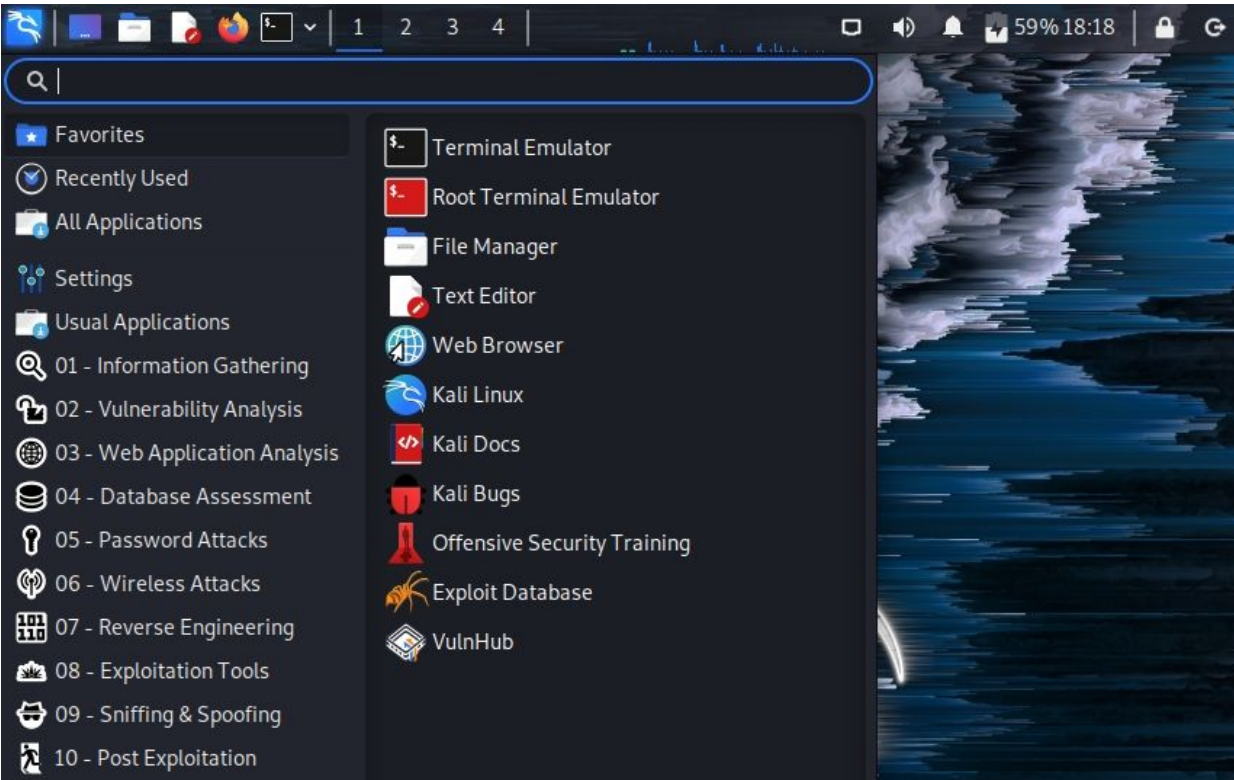 1 2 3 4 59% 18:18
Favorites
Recently Used
All Applications
Settings
Usual Applications
01 - Information Gathering
02 - Vulnerability Analysis
03 - Web Application Analysis
04 - Database Assessment
05 - Password Attacks
06 - Wireless Attacks
07 - Reverse Engineering
08 - Exploitation Tools
09 - Sniffing & Spoofing
10 - Post Exploitation
$_ Terminal Emulator
$_ Root Terminal Emulator
File Manager
Text Editor
Web Browser
Kali Linux
</> Kali Docs
Kali Bugs
Offensive Security Training
Exploit Database
VulnHub